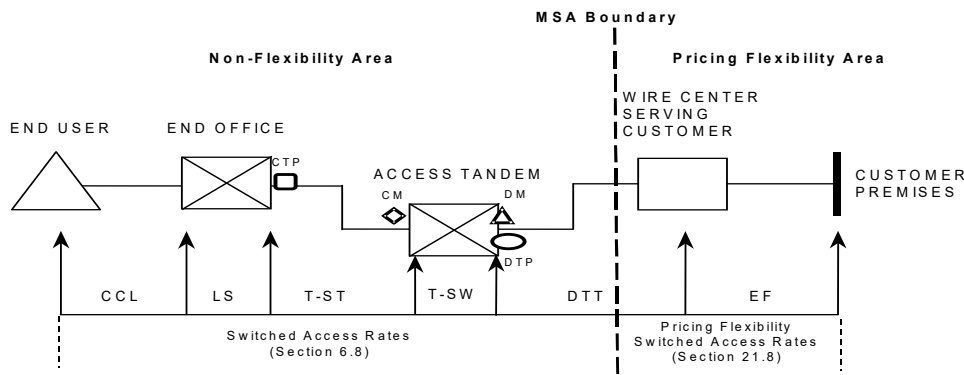 MSA Boundary
Non-Flexibility Area
Pricing Flexibility Area
WIRE CENTER
SERVING
CUSTOMER
END USER
END OFFICE
CTP
ACCESS TANDEM
CM
DM
CUSTOMER
PREMISES
DTP
CCL
LS
T-ST
T-SW
DTT
EF
Switched Access Rates
(Section 6.8)
Pricing Flexibility
Switched Access Rates
(Section 21.8)